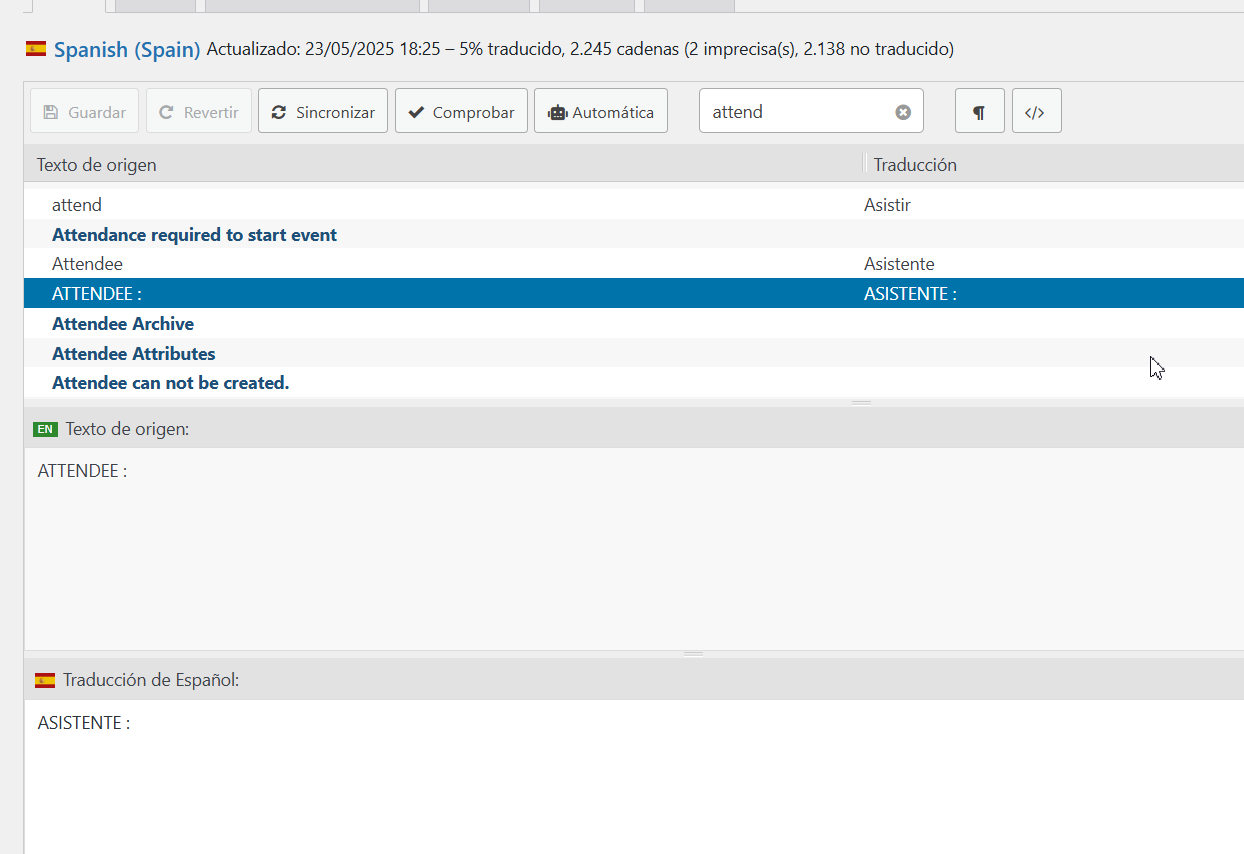 Spanish (Spain) Actualizado: 23/05/2025 18:25 – 5% traducido, 2.245 cadenas (2 imprecisa(s), 2.138 no traducido)
Guardar Revertir Sincronizar Comprobar Automática attend ¶ </>
Texto de origen Traducción
attend Asistir
Attendance required to start event
Attendee Asistente
ATTENDEE : ASISTENTE :
Attendee Archive
Attendee Attributes
Attendee can not be created.
EN Texto de origen:
ATTENDEE :
Traducción de Español:
ASISTENTE :